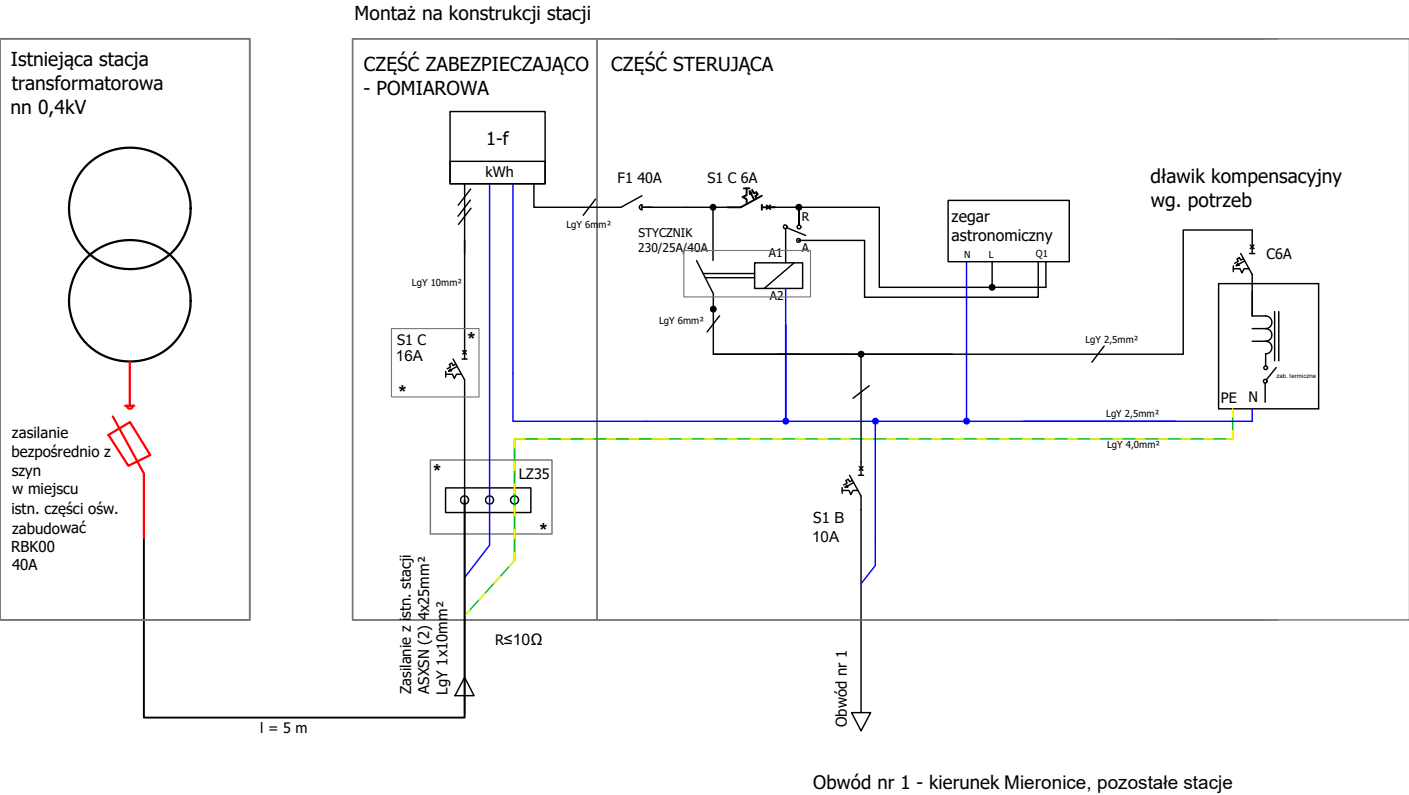 Montaż na konstrukcji stacji
Istniejąca stacja
transformatorowa
nn 0,4kV
CZĘŚĆ ZABEZPIECZAJĄCO
- POMIAROWA
CZĘŚĆ STERUJĄCA
1-f
kWh
F1 40A
S1 C 6A
LgY 6mm²
STYCZNIK
230/25A/40A
R
A
A1
A2
zegar
astronomiczny
N
L
Q1
dławik kompensacyjny
wg. potrzeb
C6A
LgY 10mm²
LgY 6mm²
LgY 2,5mm²
S1 C
16A
*
*
zab. termiczne
PE
N
LgY 2,5mm²
LgY 4,0mm²
zasilanie
bezpośrednio z
szyn
w miejscu
istn. części ośw.
zabudować
RBK00
40A
*
LZ35
*
S1 B
10A
Zasilanie z istn. stacji
ASXSN (2) 4x25mm²
LgY 1x10mm²
R≤10Ω
Obwód nr 1
l = 5 m
Obwód nr 1 - kierunek Mieronice, pozostałe stacje